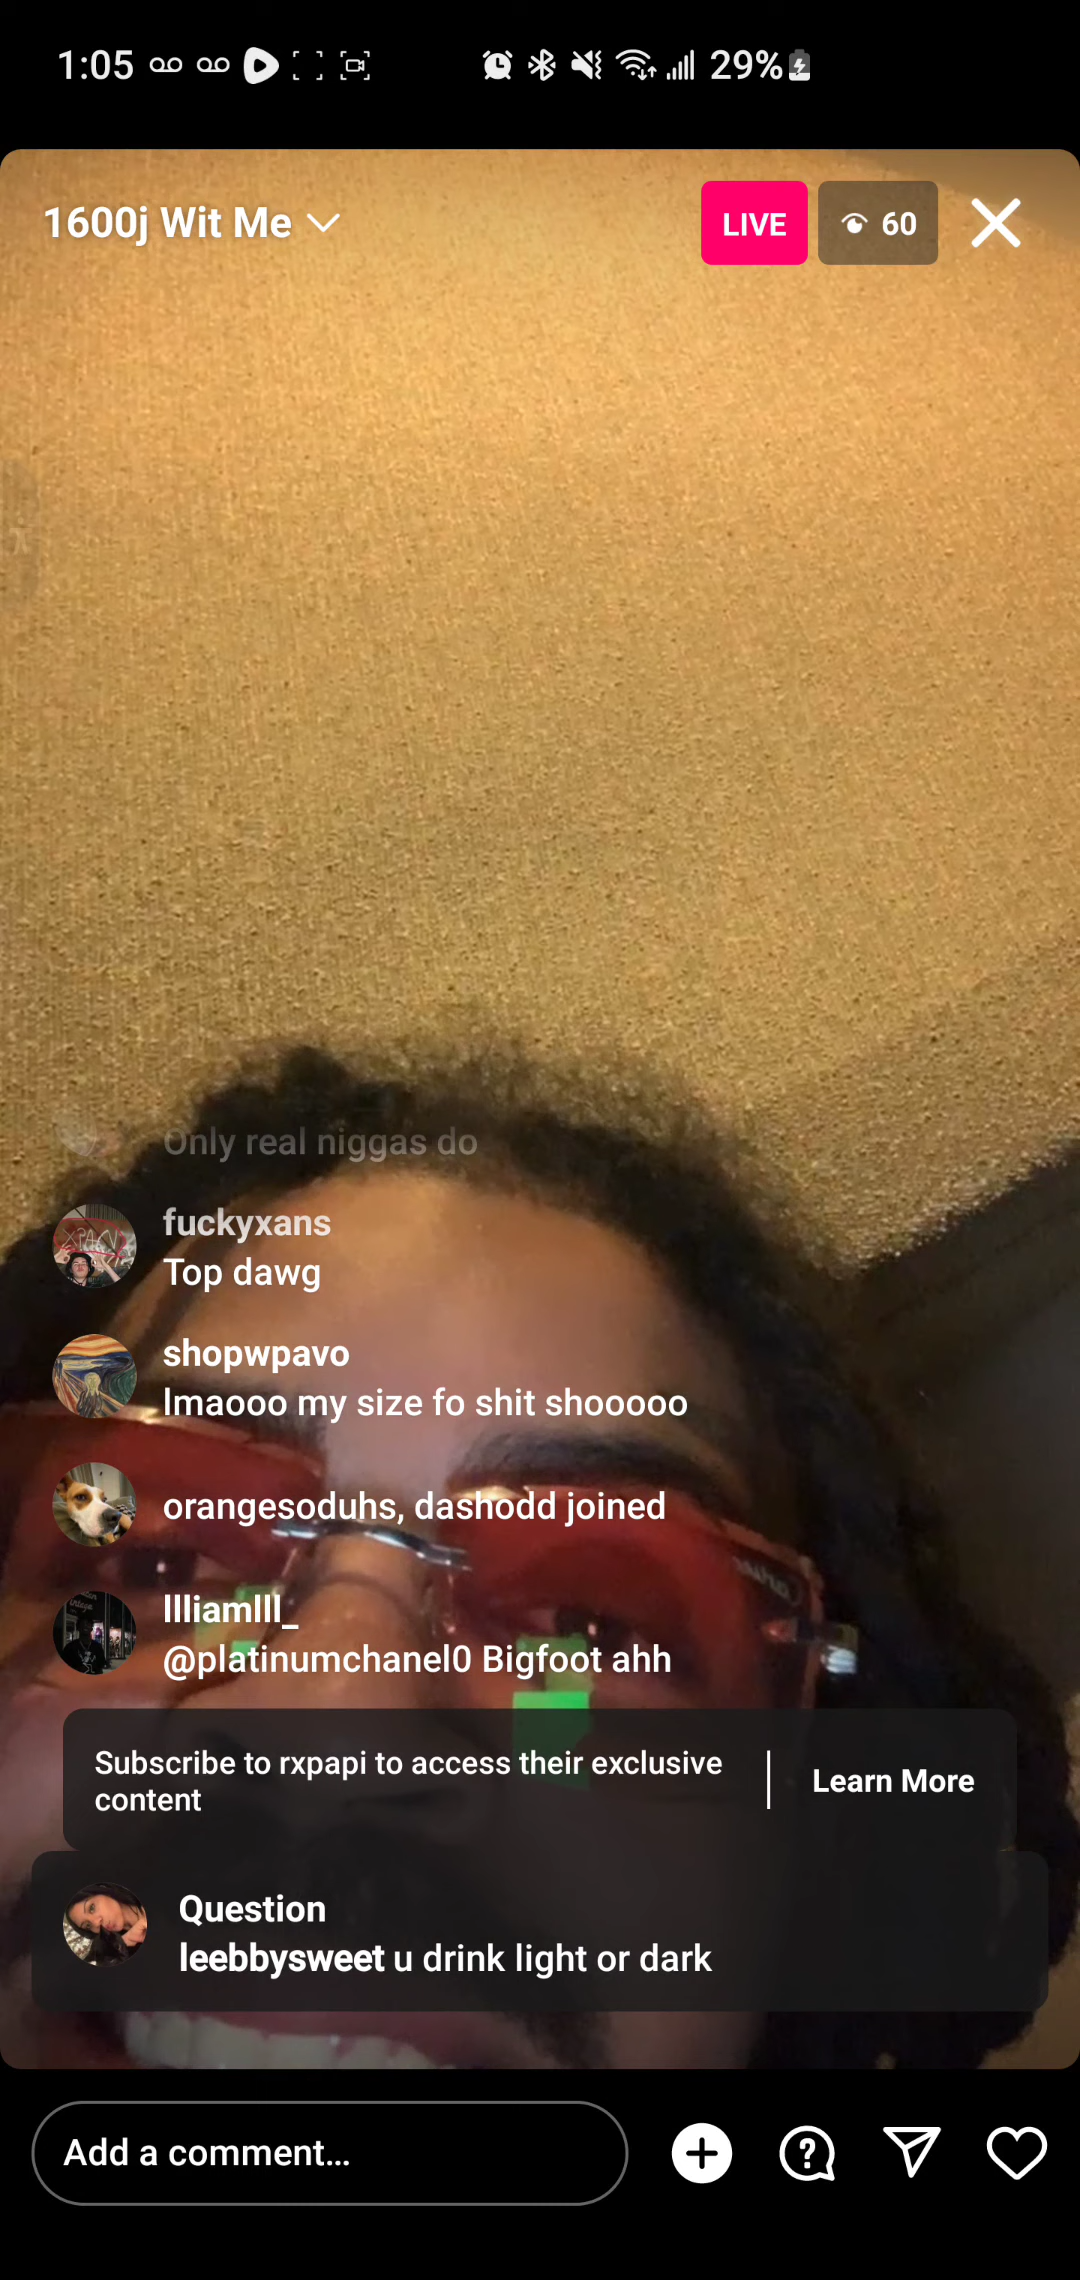 1:05
29%
1600j Wit Me
LIVE
60
Only real niggas do
fuckyxans
Top dawg
shopwpavo
lmaooo my size fo shit shooooo
orangesoduhs, dashodd joined
llliamlll_
@platinumchanel0 Bigfoot ahh
Subscribe to rxpapi to access their exclusive
content
Learn More
Question
leebbysweet u drink light or dark
Add a comment...